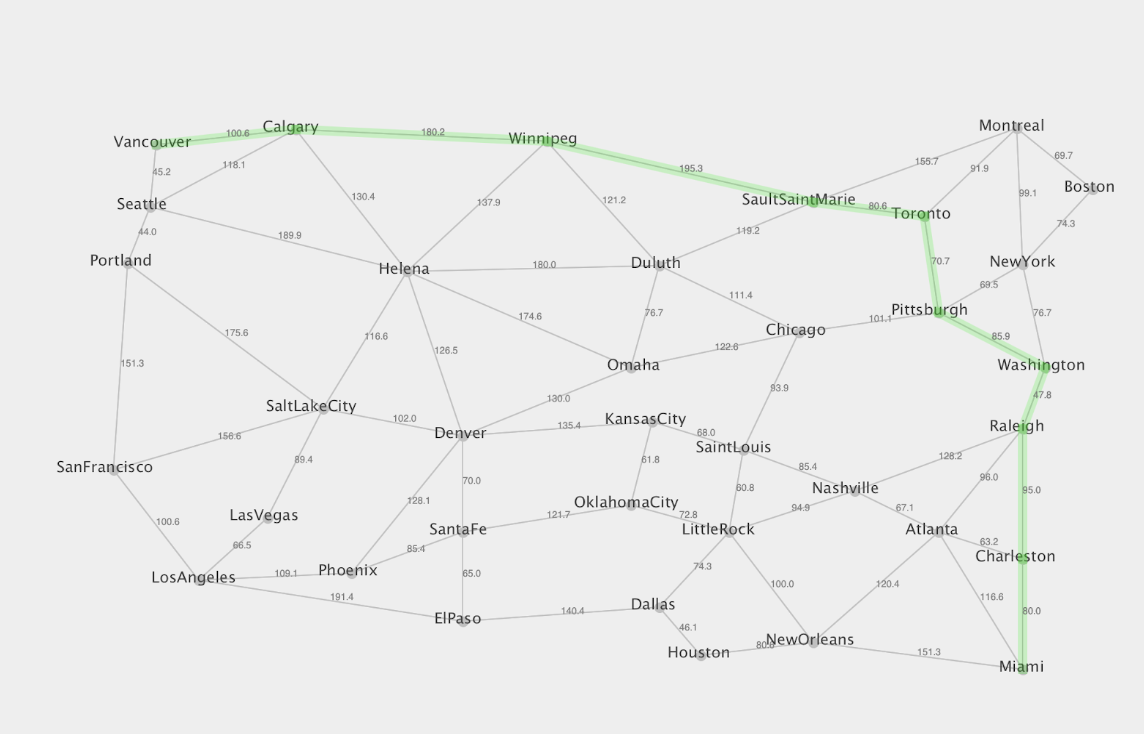 Montreal
Calgary
100.6
180.2
Winnipeg
Vancouver
155.7
69.7
118.1
195.3
91.9
45.2
Boston
130.4
99.1
137.9
121.2
SaultSaintMarie
Seattle
80.6
Toronto
74.3
44.0
189.9
119.2
Portland
Helena
180.0
Duluth
70.7
NewYork
69.5
111.4
Pittsburgh
76.7
174.6
76.7
101.1
Chicago
175.6
116.6
85.9
126.5
122.6
151.3
Omaha
Washington
93.9
47.8
130.0
SaltLakeCity
102.0
135.4
KansasCity
Raleigh
156.6
Denver
68.0
SaintLouis
128.2
SanFrancisco
89.4
61.8
85.4
70.0
98.0
Nashville
60.8
95.0
128.1
OklahomaCity
67.1
LasVegas
121.7
72.8
94.9
100.6
SantaFe
LittleRock
Atlanta
66.5
85.4
63.2
Charleston
LosAngeles
109.1
Phoenix
65.0
74.3
100.0
120.4
191.4
116.6
ElPaso
140.4
Dallas
80.0
46.1
NewOrleans
Houston
151.3
Miami